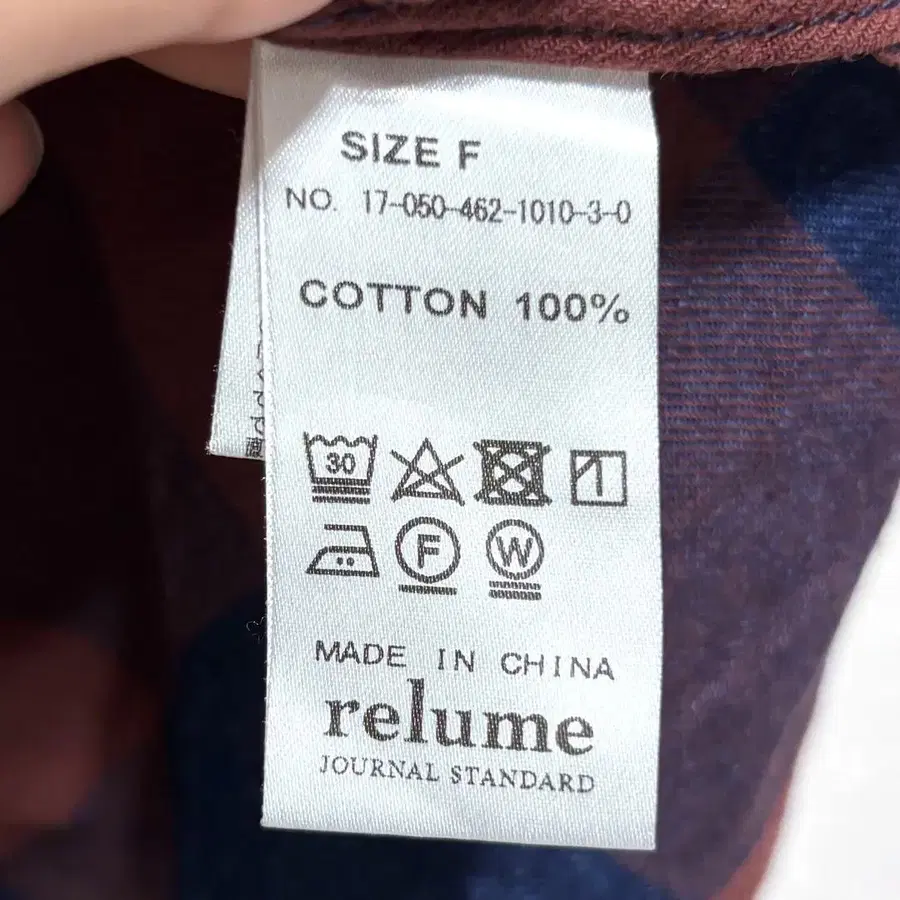 SIZE F
NO. 17-050-462-1010-3-0
COTTON 100%
30
F W
MADE IN CHINA
relume
JOURNAL STANDARD